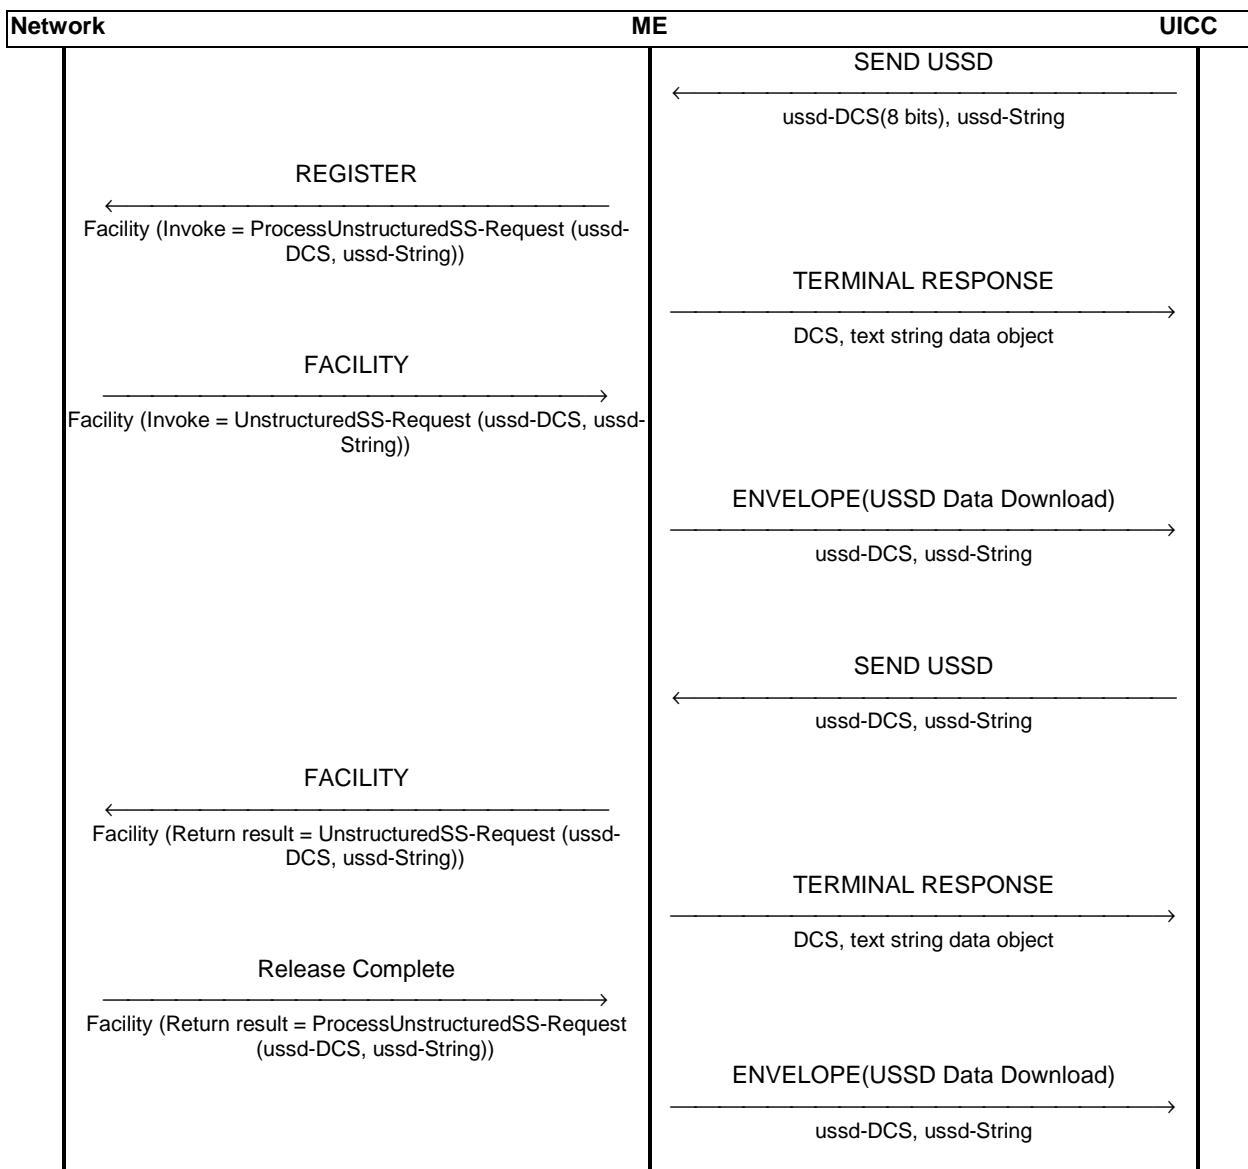 Network ME UICC
SEND USSD
ussd-DCS(8 bits), ussd-String
REGISTER
Facility (Invoke = ProcessUnstructuredSS-Request (ussd-
DCS, ussd-String))
TERMINAL RESPONSE
DCS, text string data object
FACILITY
Facility (Invoke = UnstructuredSS-Request (ussd-DCS, ussd-
String))
ENVELOPE(USSD Data Download)
ussd-DCS, ussd-String
SEND USSD
ussd-DCS, ussd-String
FACILITY
Facility (Return result = UnstructuredSS-Request (ussd-
DCS, ussd-String))
TERMINAL RESPONSE
DCS, text string data object
Release Complete
Facility (Return result = ProcessUnstructuredSS-Request
(ussd-DCS, ussd-String))
ENVELOPE(USSD Data Download)
ussd-DCS, ussd-String